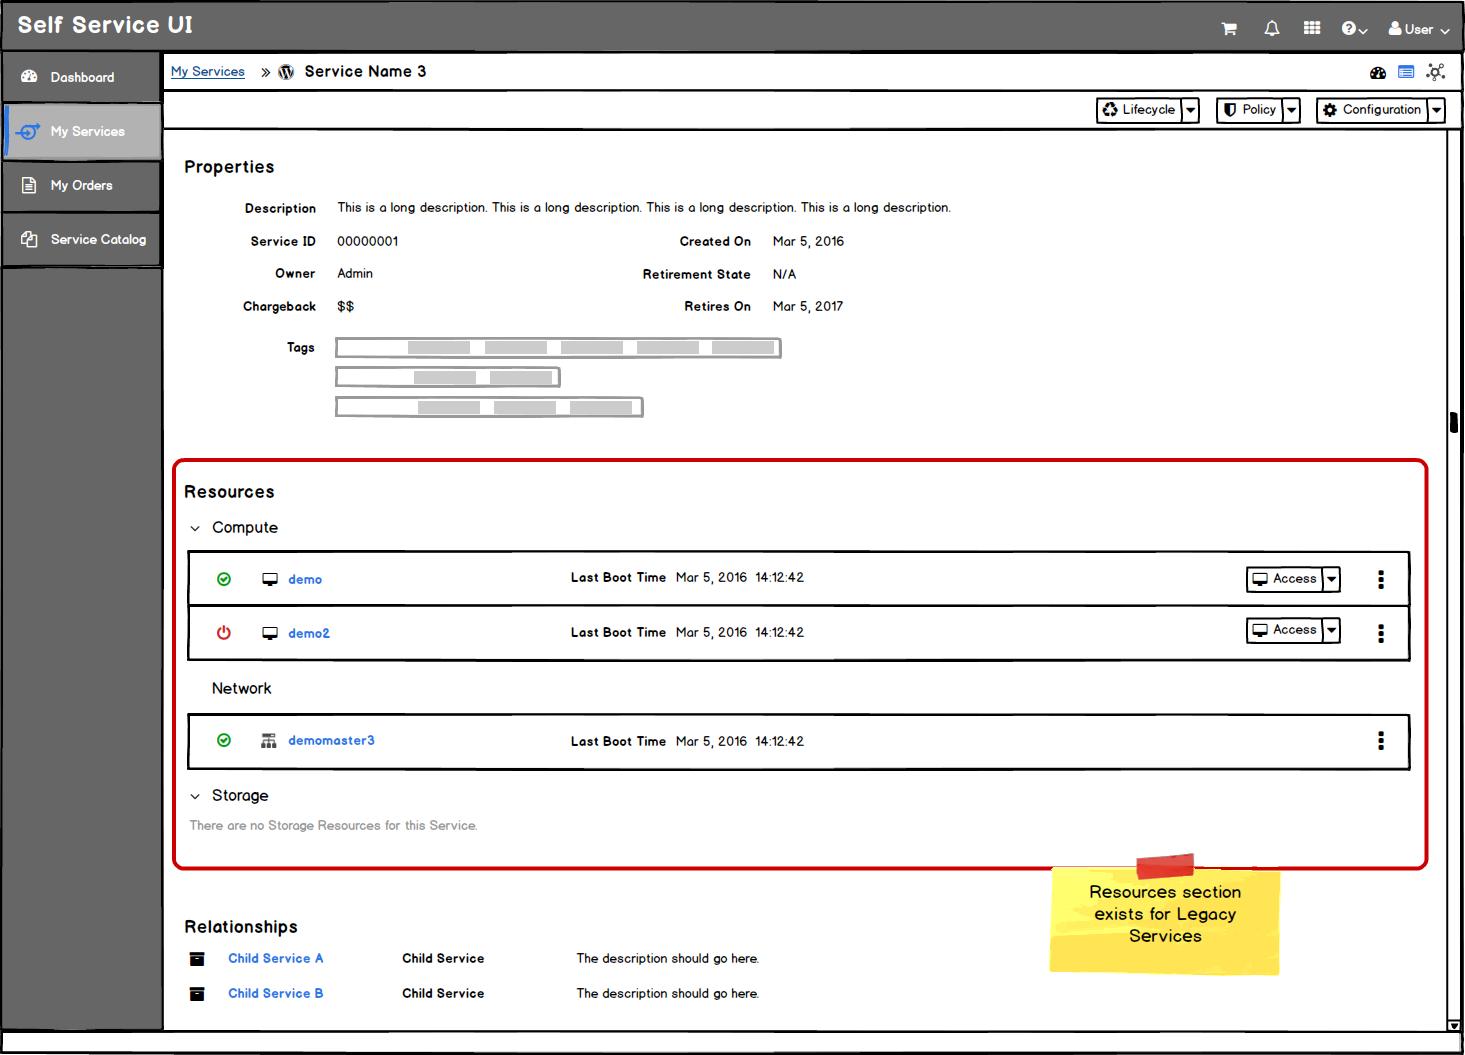 Self Service UI
User
Dashboard
My Services
My Orders
Service Catalog
My Services » Service Name 3
Lifecycle Policy Configuration
Properties
Description This is a long description. This is a long description. This is a long description. This is a long description.
Service ID 00000001 Created On Mar 5, 2016
Owner Admin Retirement State N/A
Chargeback $$ Retires On Mar 5, 2017
Tags
Resources
Compute
demo Last Boot Time Mar 5, 2016 14:12:42 Access
demo2 Last Boot Time Mar 5, 2016 14:12:42 Access
Network
demomaster3 Last Boot Time Mar 5, 2016 14:12:42
Storage
There are no Storage Resources for this Service.
Resources section
exists for Legacy
Services
Relationships
Child Service A Child Service The description should go here.
Child Service B Child Service The description should go here.